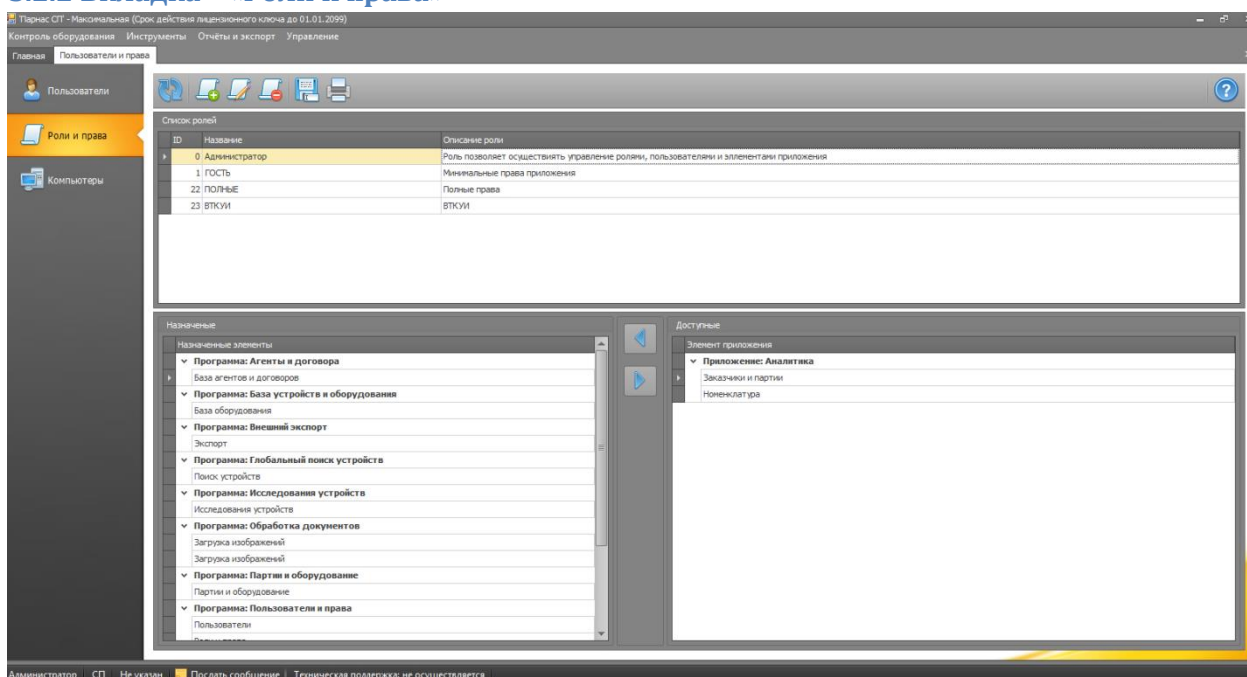 Парнас СІТ - Максимальная (Срок действия лицензионного ключа до 01.01.2099)
Контроль оборудования Инструменты Отчёты и экспорт Управление
Главная Пользователи и права
Пользователи
Роли и права
Компьютеры
Список ролей
ID Название Описание роли
0 Администратор Роль позволяет осуществиять управление ролями, пользователями и эллементами приложения
1 ГОСТЬ Минимальные права приложения
22 ПОЛНЫЕ Полные права
23 ВТКУИ ВТКУИ
Назначеные
Назначенные элементы
Программа: Агенты и договора
База агентов и договоров
Программа: База устройств и оборудования
База оборудования
Программа: Внешний экспорт
Экспорт
Программа: Глобальный поиск устройств
Поиск устройств
Программа: Исследования устройств
Исследования устройств
Программа: Обработка документов
Загрузка изображений
Загрузка изображений
Программа: Партии и оборудование
Партии и оборудование
Программа: Пользователи и права
Пользователи
Доступные
Элемент приложения
Приложение: Аналитика
Заказчики и партии
Номенклатура
Администратор СП Не указан Послать сообщение Техническая поддержка: не осуществляется